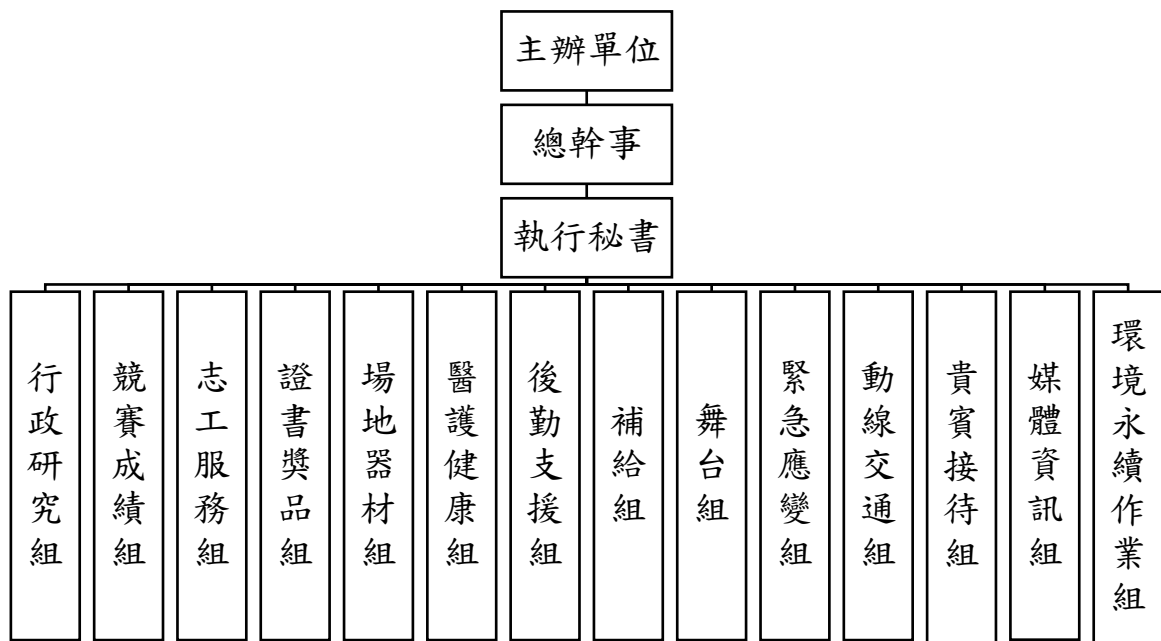 主辦單位
總幹事
執行秘書
行政研究組
競賽成績組
志工服務組
證書獎品組
場地器材組
醫護健康組
後勤支援組
補給組
舞台組
緊急應變組
動線交通組
貴賓接待組
媒體資訊組
環境永續作業組